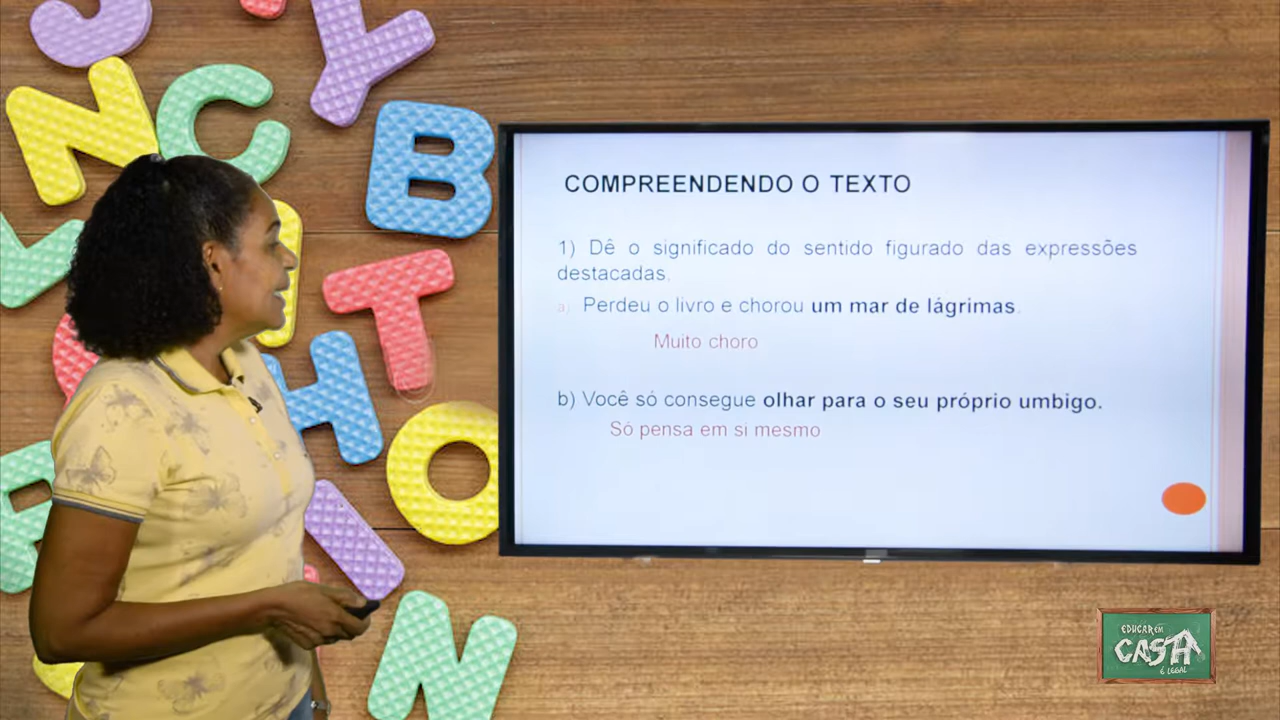 COMPREENDENDO O TEXTO
1) Dê o significado do sentido figurado das expressões
destacadas.
a) Perdeu o livro e chorou um mar de lágrimas.
Muito choro
b) Você só consegue olhar para o seu próprio umbigo.
Só pensa em si mesmo
EDUCAR EM
CASA
É LEGAL